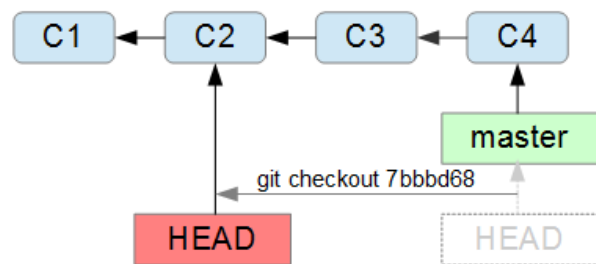 C1
C2
C3
C4
master
git checkout 7bbbd68
HEAD
HEAD